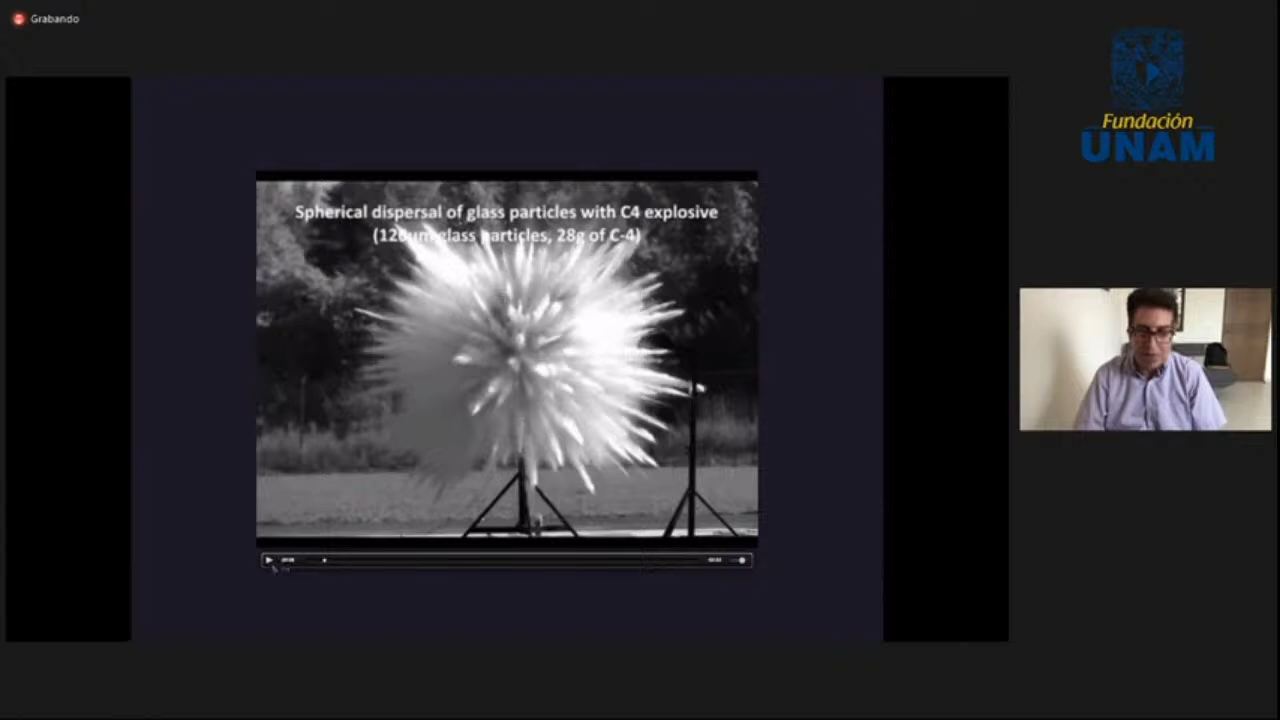 Grabando
Fundación
UNAM
Spherical dispersal of glass particles with C4 explosive
glass particles, 28g of C-4)